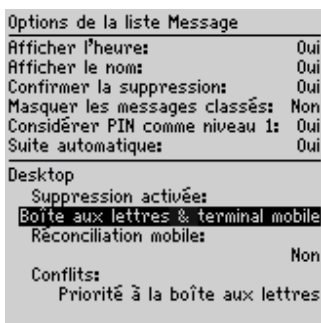 Options de la liste Message
Afficher l'heure: Oui
Afficher le nom: Oui
Confirmer la suppression: Oui
Masquer les messages classés: Non
Considérer PIN comme niveau 1: Oui
Suite automatique: Oui
Desktop
Suppression activée:
Boîte aux lettres & terminal mobile
Réconciliation mobile:
Non
Conflits:
Priorité à la boîte aux lettres